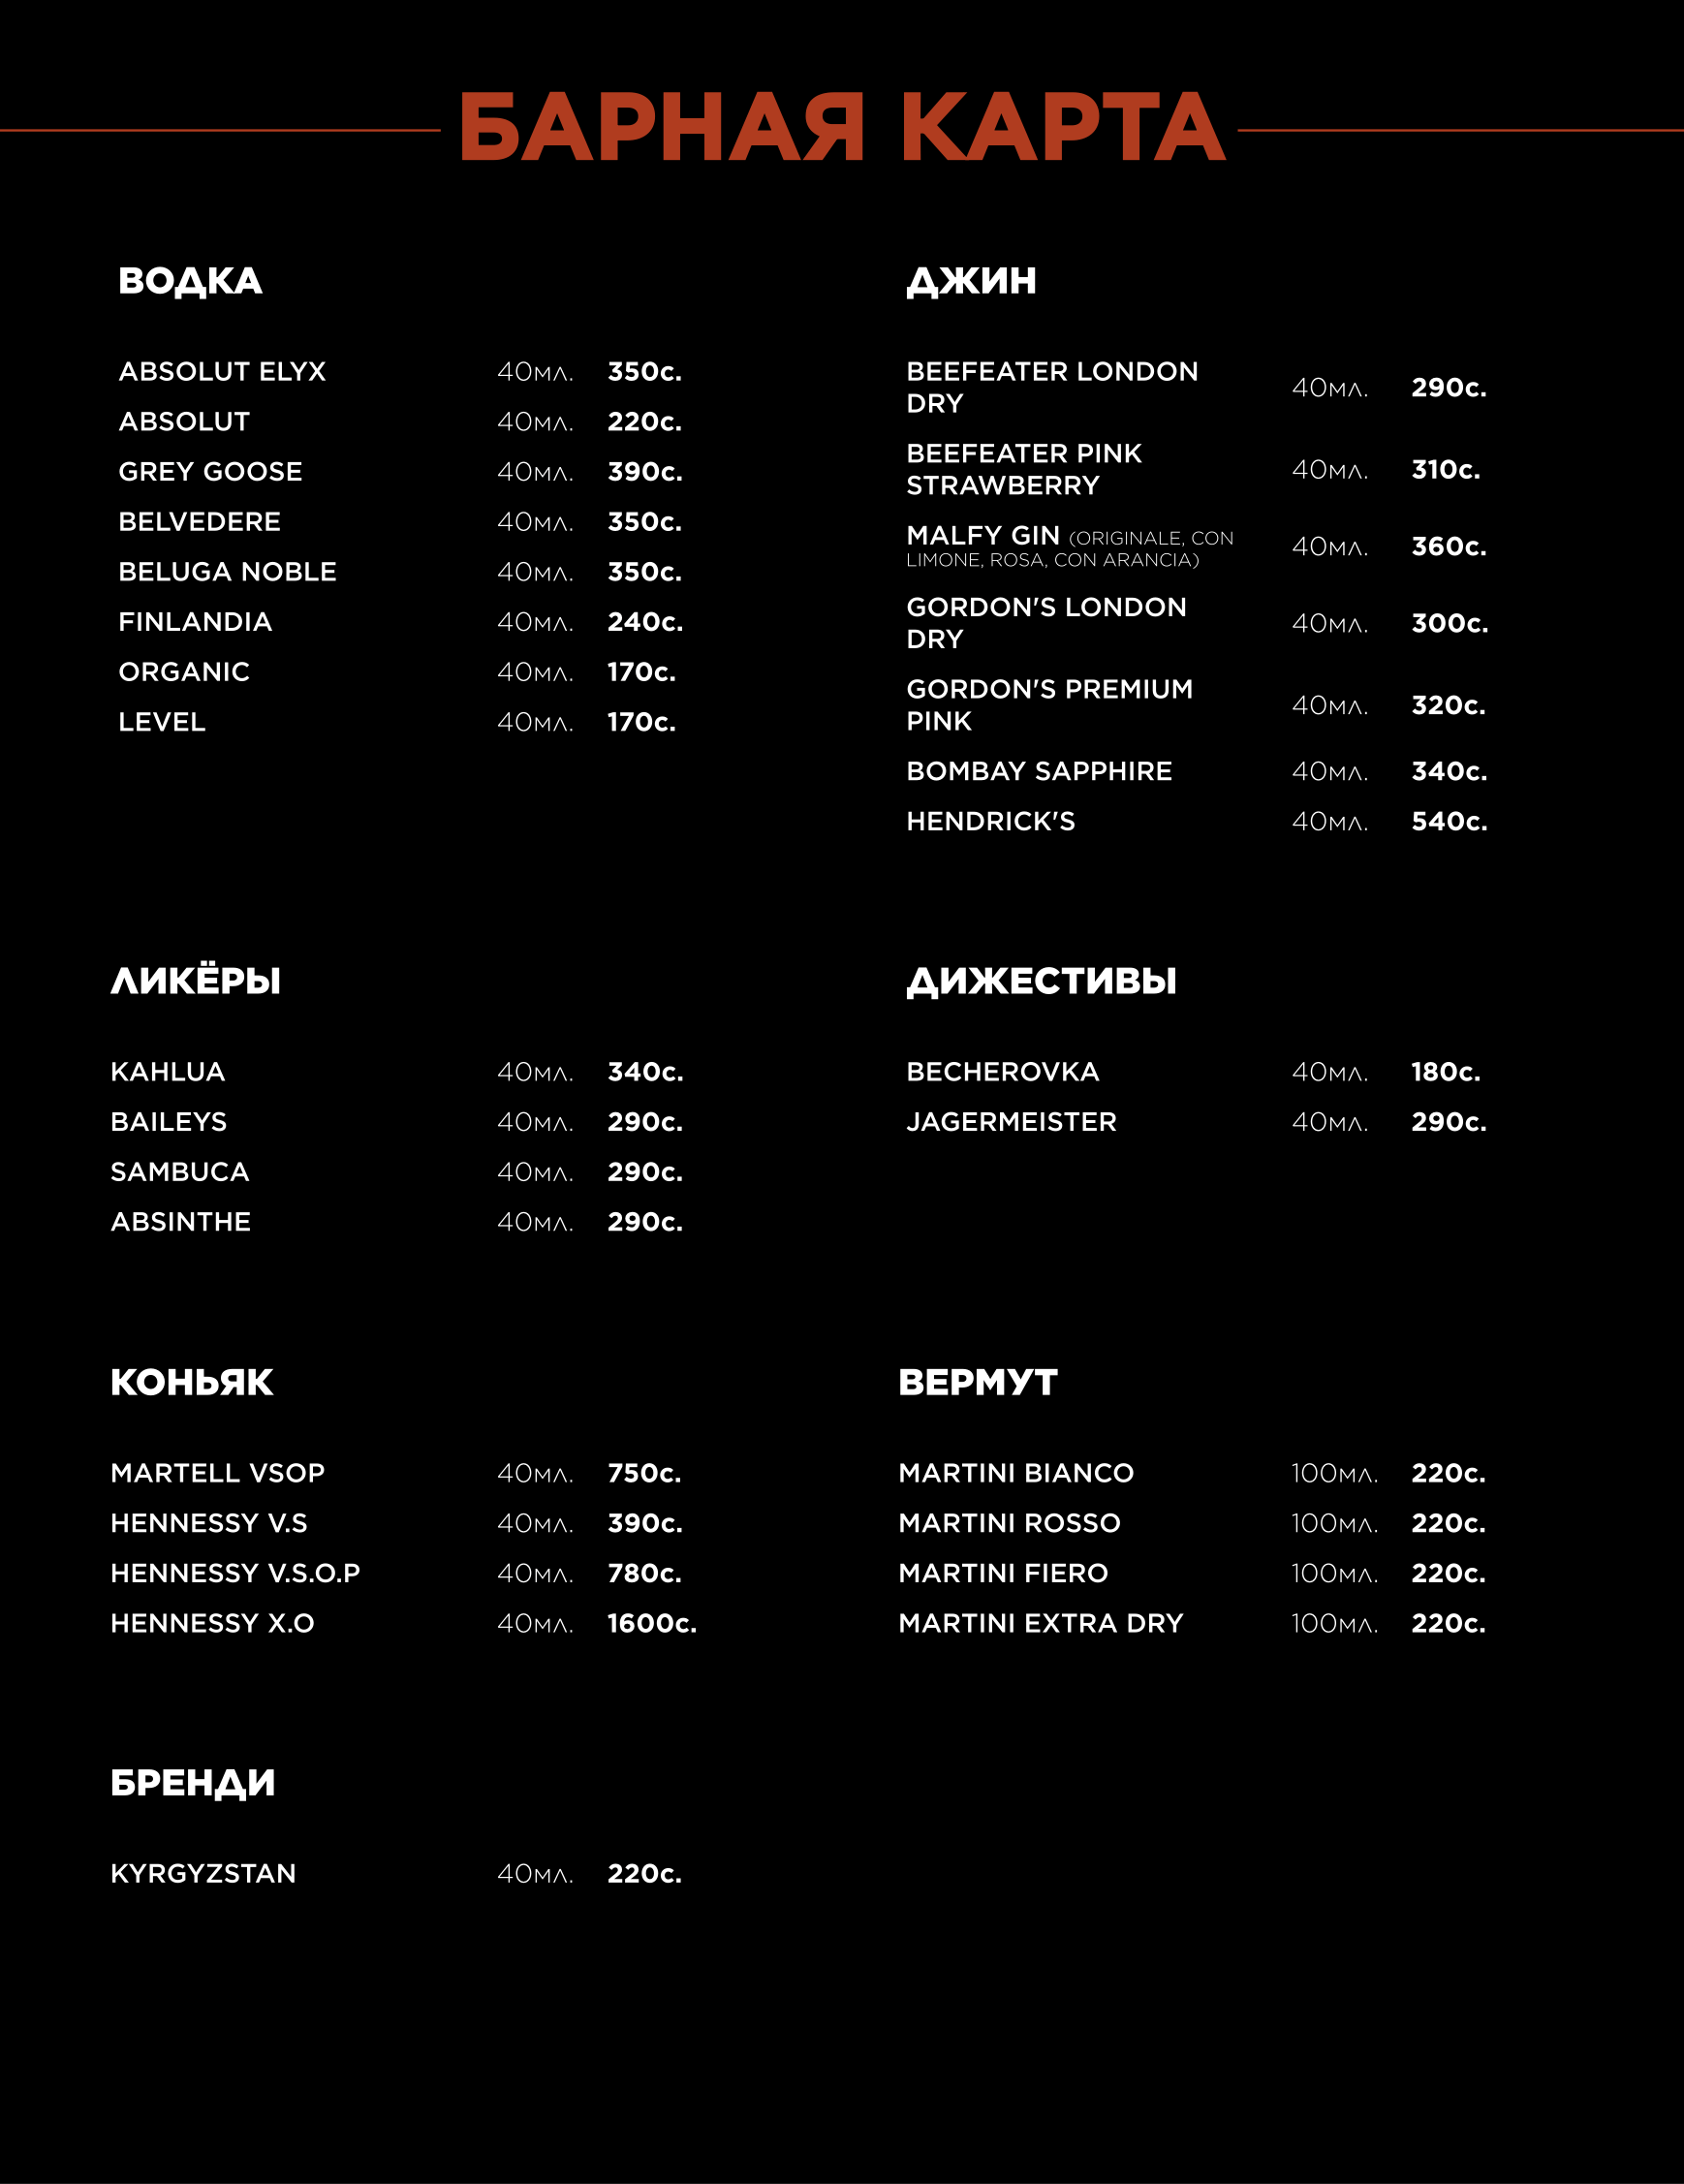 БАРНАЯ КАРТА
ВОДКА
ABSOLUT ELYX 40мл. 350с.
ABSOLUT 40мл. 220с.
GREY GOOSE 40мл. 390с.
BELVEDERE 40мл. 350с.
BELUGA NOBLE 40мл. 350с.
FINLANDIA 40мл. 240с.
ORGANIC 40мл. 170с.
LEVEL 40мл. 170с.
ДЖИН
BEEFEATER LONDON
DRY 40мл. 290с.
BEEFEATER PINK
STRAWBERRY 40мл. 310с.
MALFY GIN (ORIGINALE, CON
LIMONE, ROSA, CON ARANCIA) 40мл. 360с.
GORDON'S LONDON
DRY 40мл. 300с.
GORDON'S PREMIUM
PINK 40мл. 320с.
BOMBAY SAPPHIRE 40мл. 340с.
HENDRICK'S 40мл. 540с.
ЛИКЁРЫ
KAHLUA 40мл. 340с.
BAILEYS 40мл. 290с.
SAMBUCA 40мл. 290с.
ABSINTHE 40мл. 290с.
ДИЖЕСТИВЫ
BECHEROVKA 40мл. 180с.
JAGERMEISTER 40мл. 290с.
КОНЬЯК
MARTELL VSOP 40мл. 750с.
HENNESSY V.S 40мл. 390с.
HENNESSY V.S.O.P 40мл. 780с.
HENNESSY X.O 40мл. 1600с.
ВЕРМУТ
MARTINI BIANCO 100мл. 220с.
MARTINI ROSSO 100мл. 220с.
MARTINI FIERO 100мл. 220с.
MARTINI EXTRA DRY 100мл. 220с.
БРЕНДИ
KYRGYZSTAN 40мл. 220с.